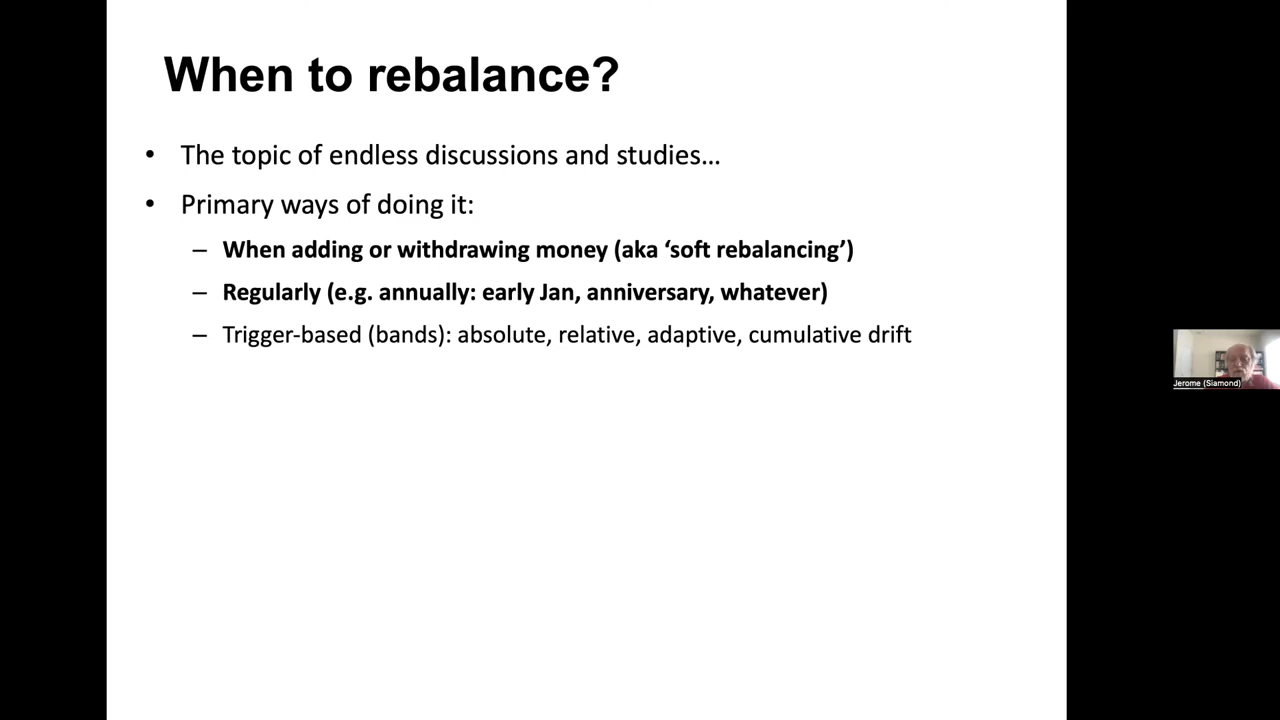 When to rebalance?
• The topic of endless discussions and studies…
• Primary ways of doing it:
– When adding or withdrawing money (aka ‘soft rebalancing’)
– Regularly (e.g. annually: early Jan, anniversary, whatever)
– Trigger-based (bands): absolute, relative, adaptive, cumulative drift
Jerome (Siamond)